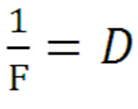 1/F = D